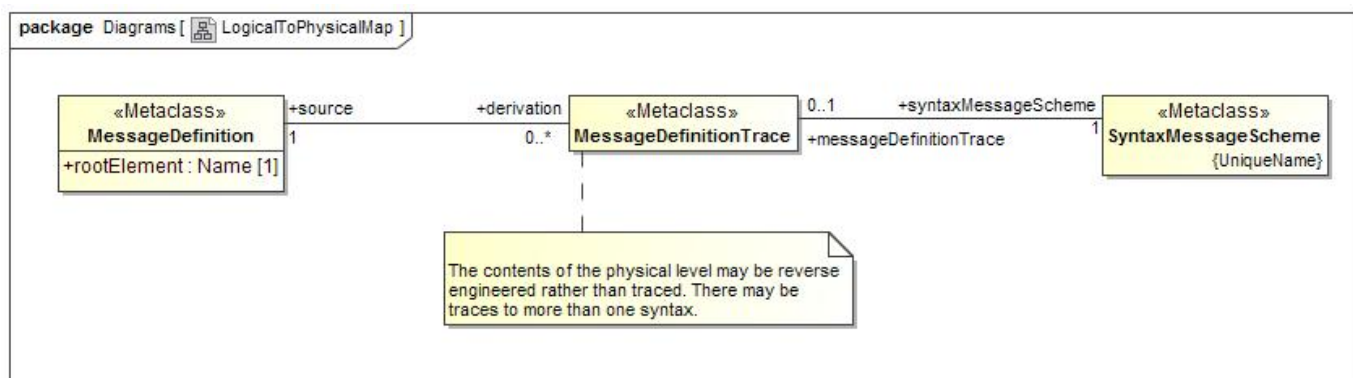 package Diagrams [ LogicalToPhysicalMap ]
«Metaclass»
MessageDefinition
+rootElement : Name [1]
+source
1
+derivation
0..*
«Metaclass»
MessageDefinitionTrace
0..1
+messageDefinitionTrace
+syntaxMessageScheme
1
«Metaclass»
SyntaxMessageScheme
{UniqueName}
The contents of the physical level may be reverse
engineered rather than traced. There may be
traces to more than one syntax.